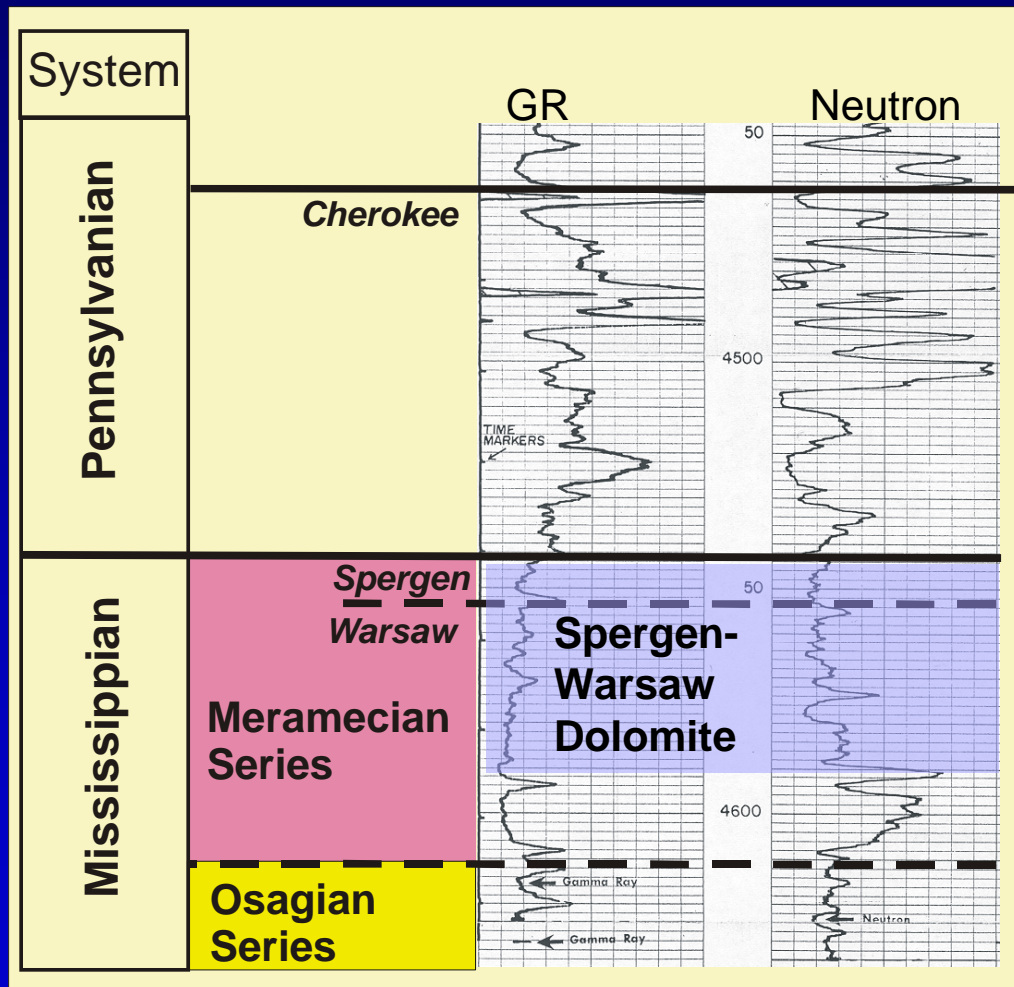 System
GR
Neutron
50
Pennsylvanian
Cherokee
4500
TIME
MARKERS
Mississippian
Spergen
50
Warsaw
Spergen-
Warsaw
Dolomite
Meramecian
Series
4600
Osagian
Series
Gamma Ray
Neutron
Gamma Ray